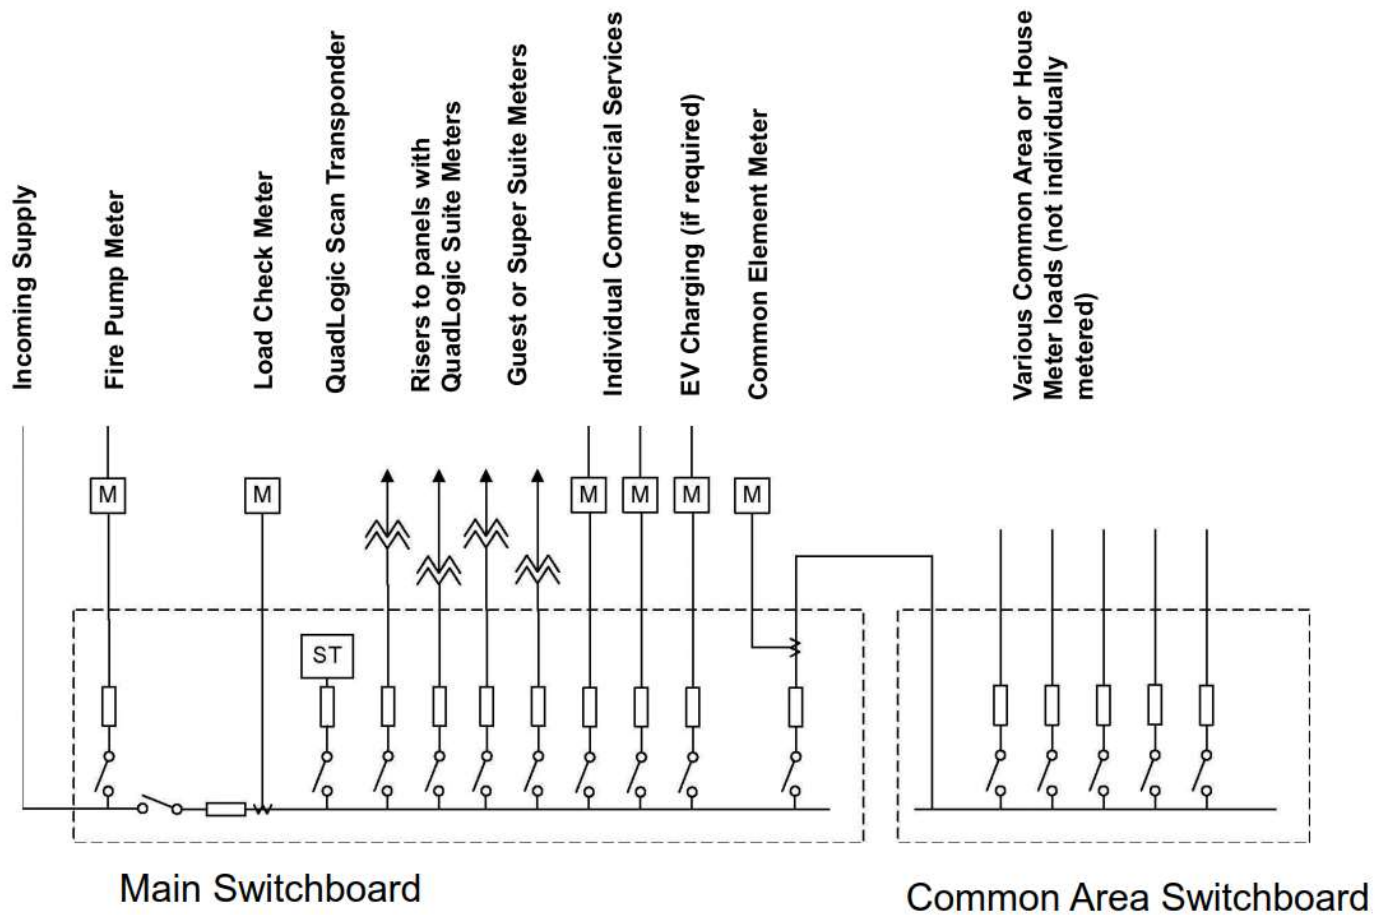 Incoming Supply
Fire Pump Meter
Load Check Meter
QuadLogic Scan Transponder
Risers to panels with
QuadLogic Suite Meters
Guest or Super Suite Meters
Individual Commercial Services
EV Charging (if required)
Common Element Meter
Various Common Area or House
Meter loads (not individually
metered)
M
M
M
M
M
M
ST
Main Switchboard
Common Area Switchboard